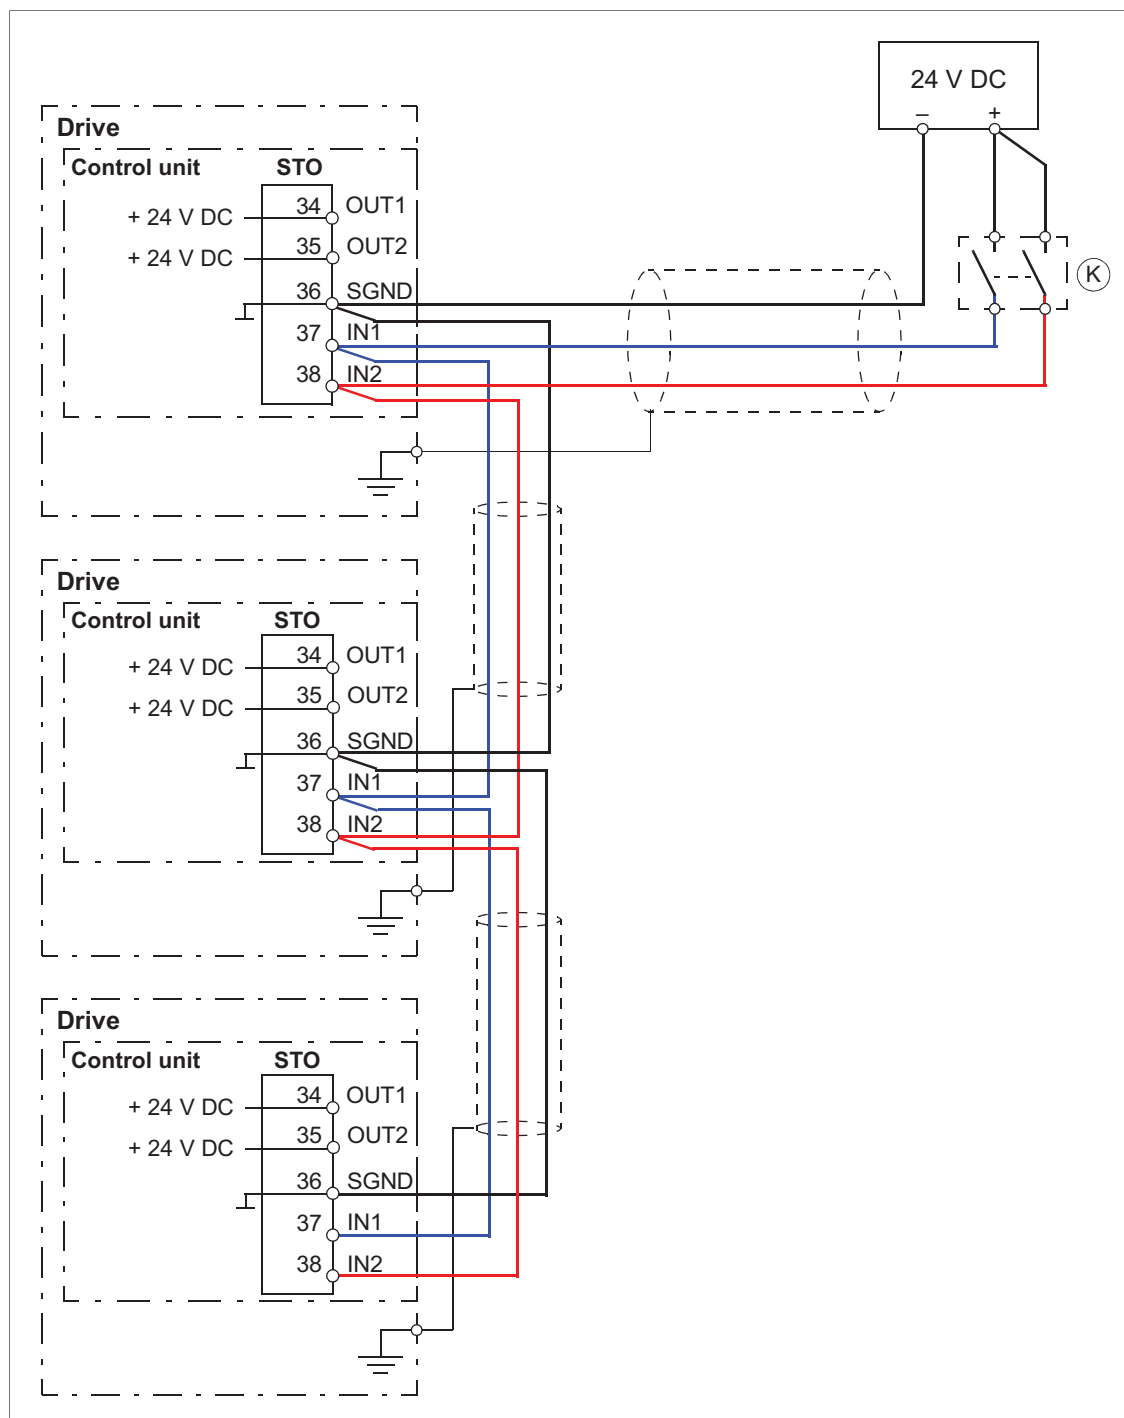 24 V DC
– +
K
Drive
Control unit STO
+ 24 V DC 34 OUT1
+ 24 V DC 35 OUT2
36 SGND
37 IN1
38 IN2
Drive
Control unit STO
+ 24 V DC 34 OUT1
+ 24 V DC 35 OUT2
36 SGND
37 IN1
38 IN2
Drive
Control unit STO
+ 24 V DC 34 OUT1
+ 24 V DC 35 OUT2
36 SGND
37 IN1
38 IN2